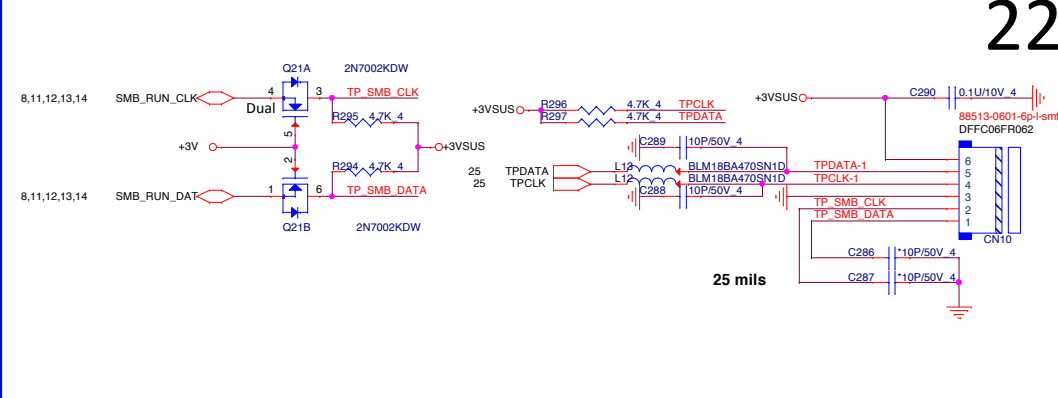 22
Q21A 2N7002KDW
8,11,12,13,14 SMB_RUN_CLK 4 Dual 3 TP_SMB_CLK
R295 4.7K_4
5
+3V +3VSUS
2
R294 4.7K_4
8,11,12,13,14 SMB_RUN_DAT 1 6 TP_SMB_DATA
Q21B 2N7002KDW
+3VSUS R296 4.7K_4 TPCLK
R297 4.7K_4 TPDATA
C289 10P/50V_4
25 TPDATA L13 BLM18BA470SN1D TPDATA-1
25 TPCLK L12 BLM18BA470SN1D TPCLK-1
C288 10P/50V_4
+3VSUS C290 0.1U/10V_4
88513-0601-6p-l-smt
DFFC06FR062
6
5
4
3
TP_SMB_CLK 2
TP_SMB_DATA 1
CN10
C286 *10P/50V_4
C287 *10P/50V_4
25 mils